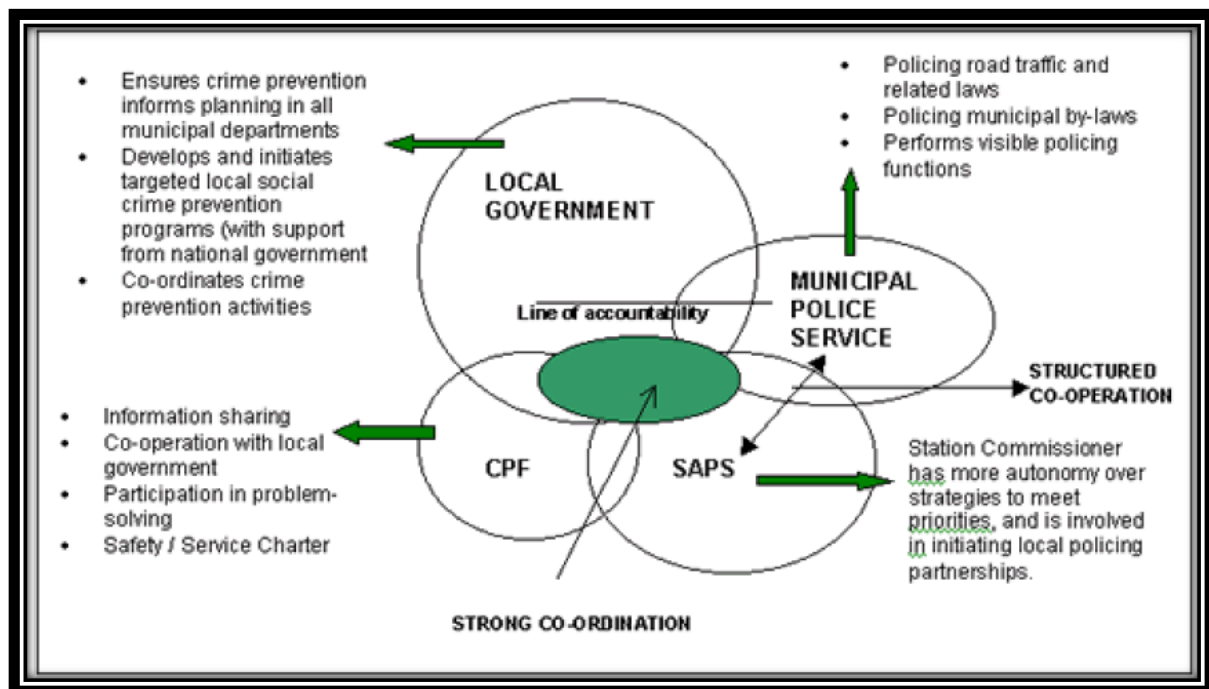 • Ensures crime prevention
informs planning in all
municipal departments
• Develops and initiates
targeted local social
crime prevention
programs (with support
from national government
• Co-ordinates crime
prevention activities
• Policing road traffic and
related laws
• Policing municipal by-laws
• Performs visible policing
functions
LOCAL
GOVERNMENT
MUNICIPAL
POLICE
SERVICE
Line of accountability
STRUCTURED
CO-OPERATION
• Information sharing
• Co-operation with local
government
• Participation in problem-
solving
• Safety / Service Charter
CPF
SAPS
Station Commissioner
has more autonomy over
strategies to meet
priorities, and is involved
in initiating local policing
partnerships.
STRONG CO-ORDINATION